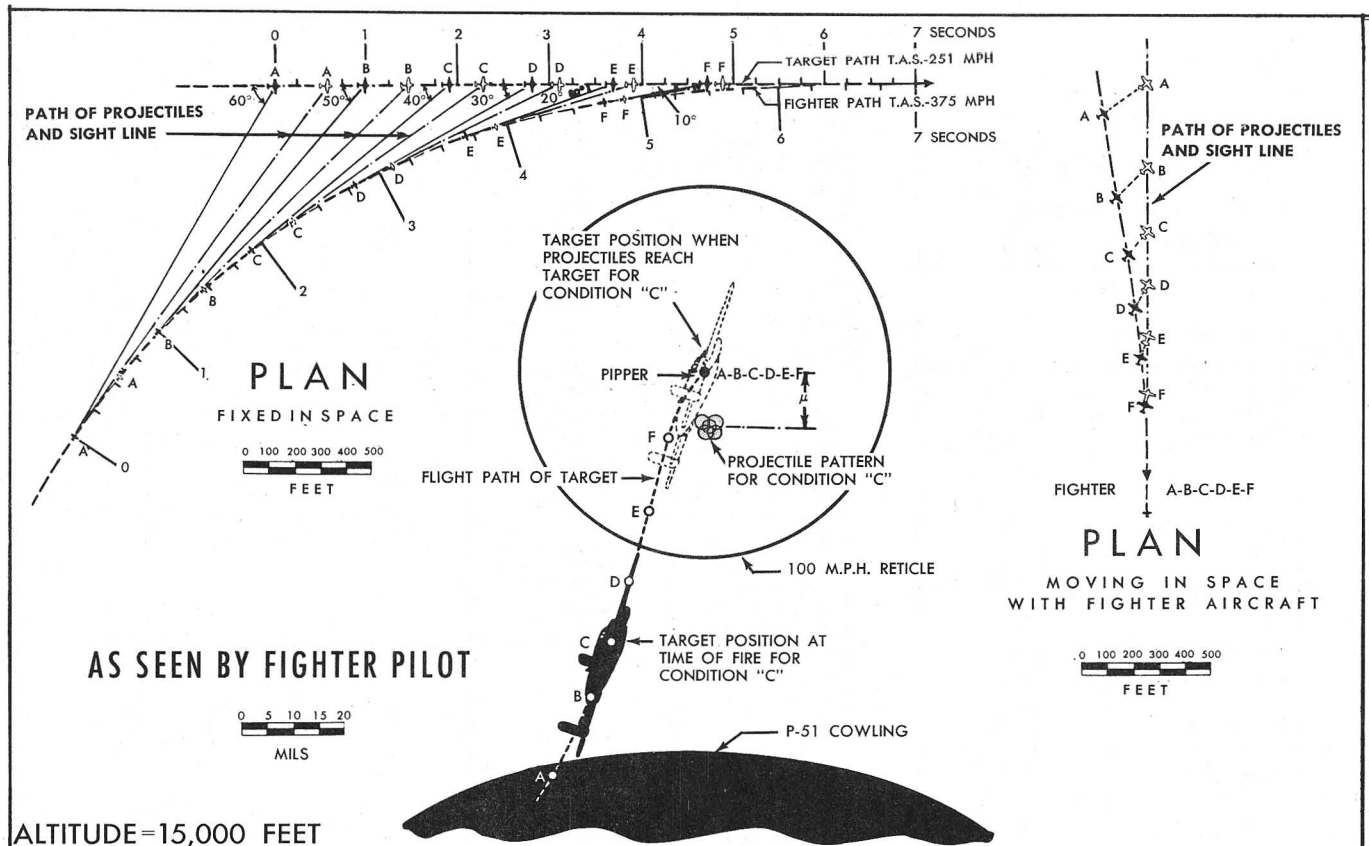 0 1 2 3 4 5 6 7 SECONDS
A A B B C C D D E E F F
TARGET PATH T.A.S.-251 MPH
60° 50° 40° 30° 20° 10°
FIGHTER PATH T.A.S.-375 MPH
PATH OF PROJECTILES
AND SIGHT LINE
F F
5 6 7 SECONDS
E E
4
D D
3
C C
2
B B
1
A A
0
PLAN
FIXED IN SPACE
0 100 200 300 400 500
FEET
TARGET POSITION WHEN
PROJECTILES REACH
TARGET FOR
CONDITION "C"
PIPPER
A-B-C-D-E-F
μ
F
PROJECTILE PATTERN
FOR CONDITION "C"
FLIGHT PATH OF TARGET
E
100 M.P.H. RETICLE
D
C
TARGET POSITION AT
TIME OF FIRE FOR
CONDITION "C"
B
P-51 COWLING
A
AS SEEN BY FIGHTER PILOT
0 5 10 15 20
MILS
ALTITUDE=15,000 FEET
A A
PATH OF PROJECTILES
AND SIGHT LINE
B B
C C
D D
E E
F F
FIGHTER A-B-C-D-E-F
PLAN
MOVING IN SPACE
WITH FIGHTER AIRCRAFT
0 100 200 300 400 500
FEET